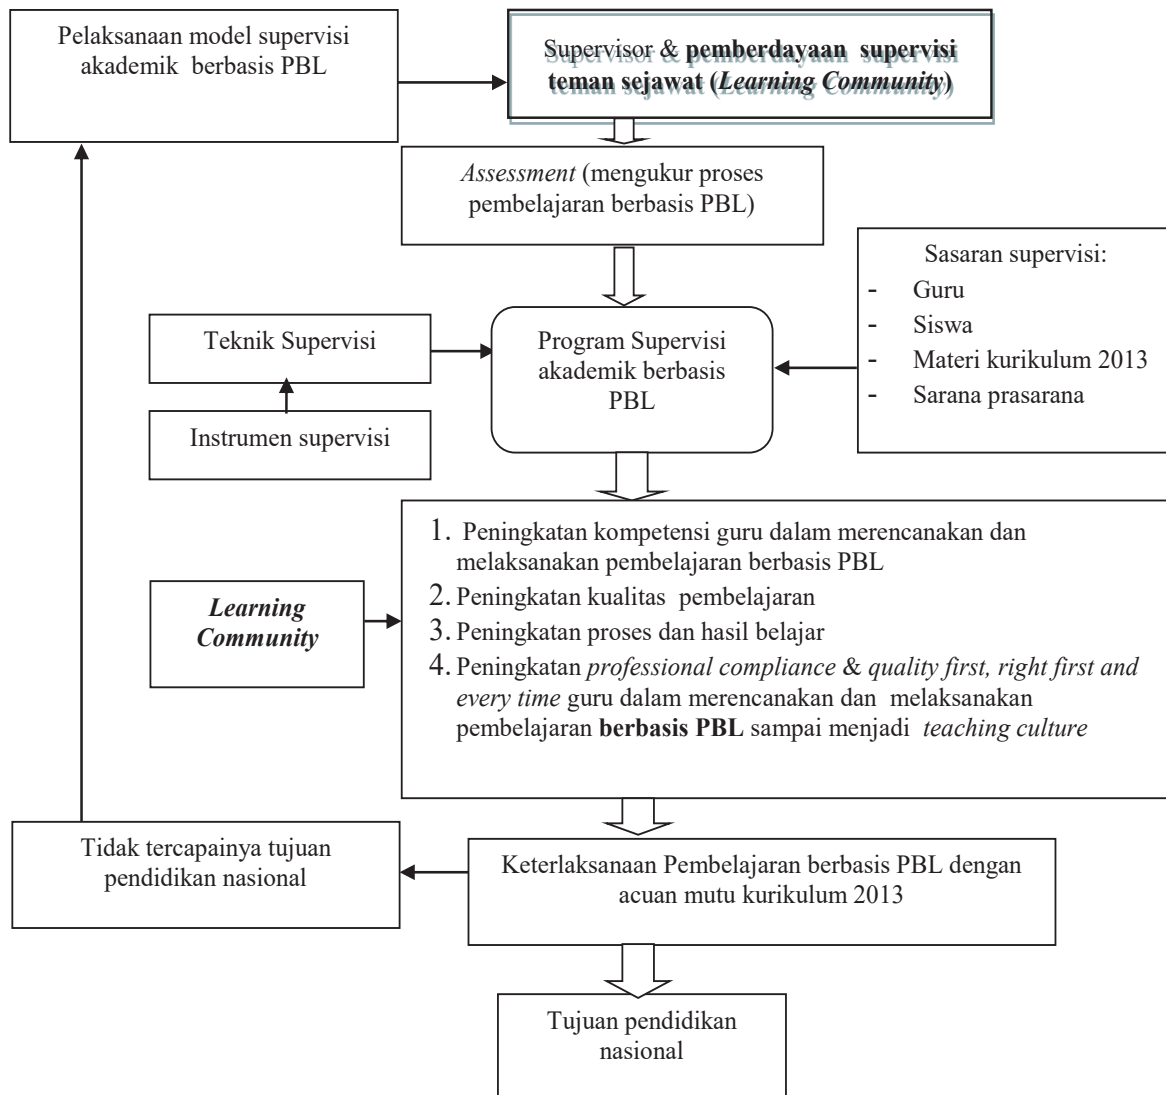 Pelaksanaan model supervisi
akademik berbasis PBL
Supervisor & pemberdayaan supervisi
teman sejawat (Learning Community)
Assessment (mengukur proses
pembelajaran berbasis PBL)
Sasaran supervisi:
- Guru
- Siswa
- Materi kurikulum 2013
- Sarana prasarana
Teknik Supervisi
Program Supervisi
akademik berbasis
PBL
Instrumen supervisi
1. Peningkatan kompetensi guru dalam merencanakan dan
melaksanakan pembelajaran berbasis PBL
2. Peningkatan kualitas pembelajaran
3. Peningkatan proses dan hasil belajar
4. Peningkatan professional compliance & quality first, right first and
every time guru dalam merencanakan dan melaksanakan
pembelajaran berbasis PBL sampai menjadi teaching culture
Learning
Community
Tidak tercapainya tujuan
pendidikan nasional
Keterlaksanaan Pembelajaran berbasis PBL dengan
acuan mutu kurikulum 2013
Tujuan pendidikan
nasional